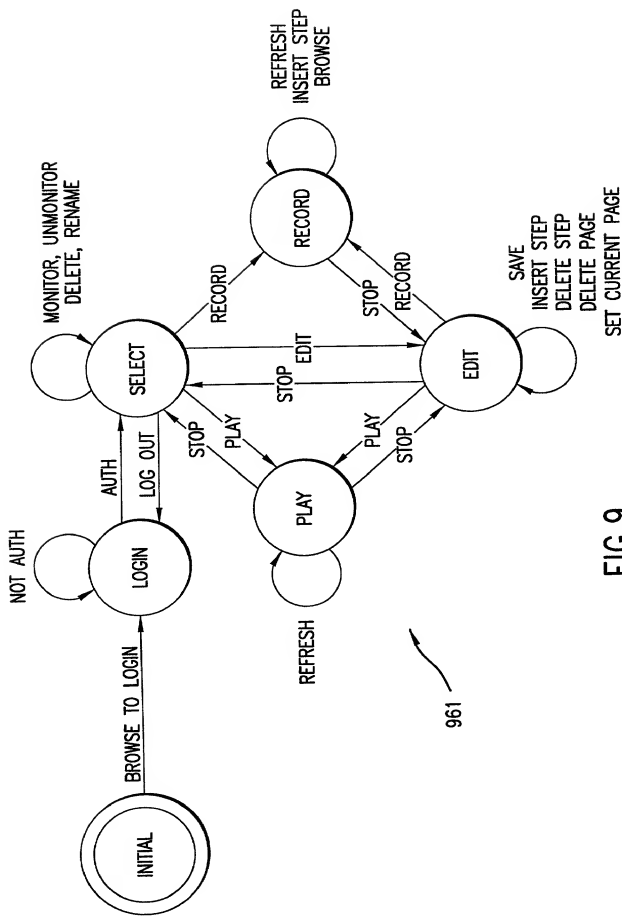 MONITOR, UNMONITOR
DELETE, RENAME
NOT AUTH
AUTH
LOG OUT
BROWSE TO LOGIN
INITIAL
LOGIN
SELECT
RECORD
REFRESH
INSERT STEP
BROWSE
RECORD
STOP
PLAY
EDIT
STOP
STOP
RECORD
REFRESH
PLAY
PLAY
STOP
EDIT
SAVE
INSERT STEP
DELETE STEP
DELETE PAGE
SET CURRENT PAGE
961
FIG.9